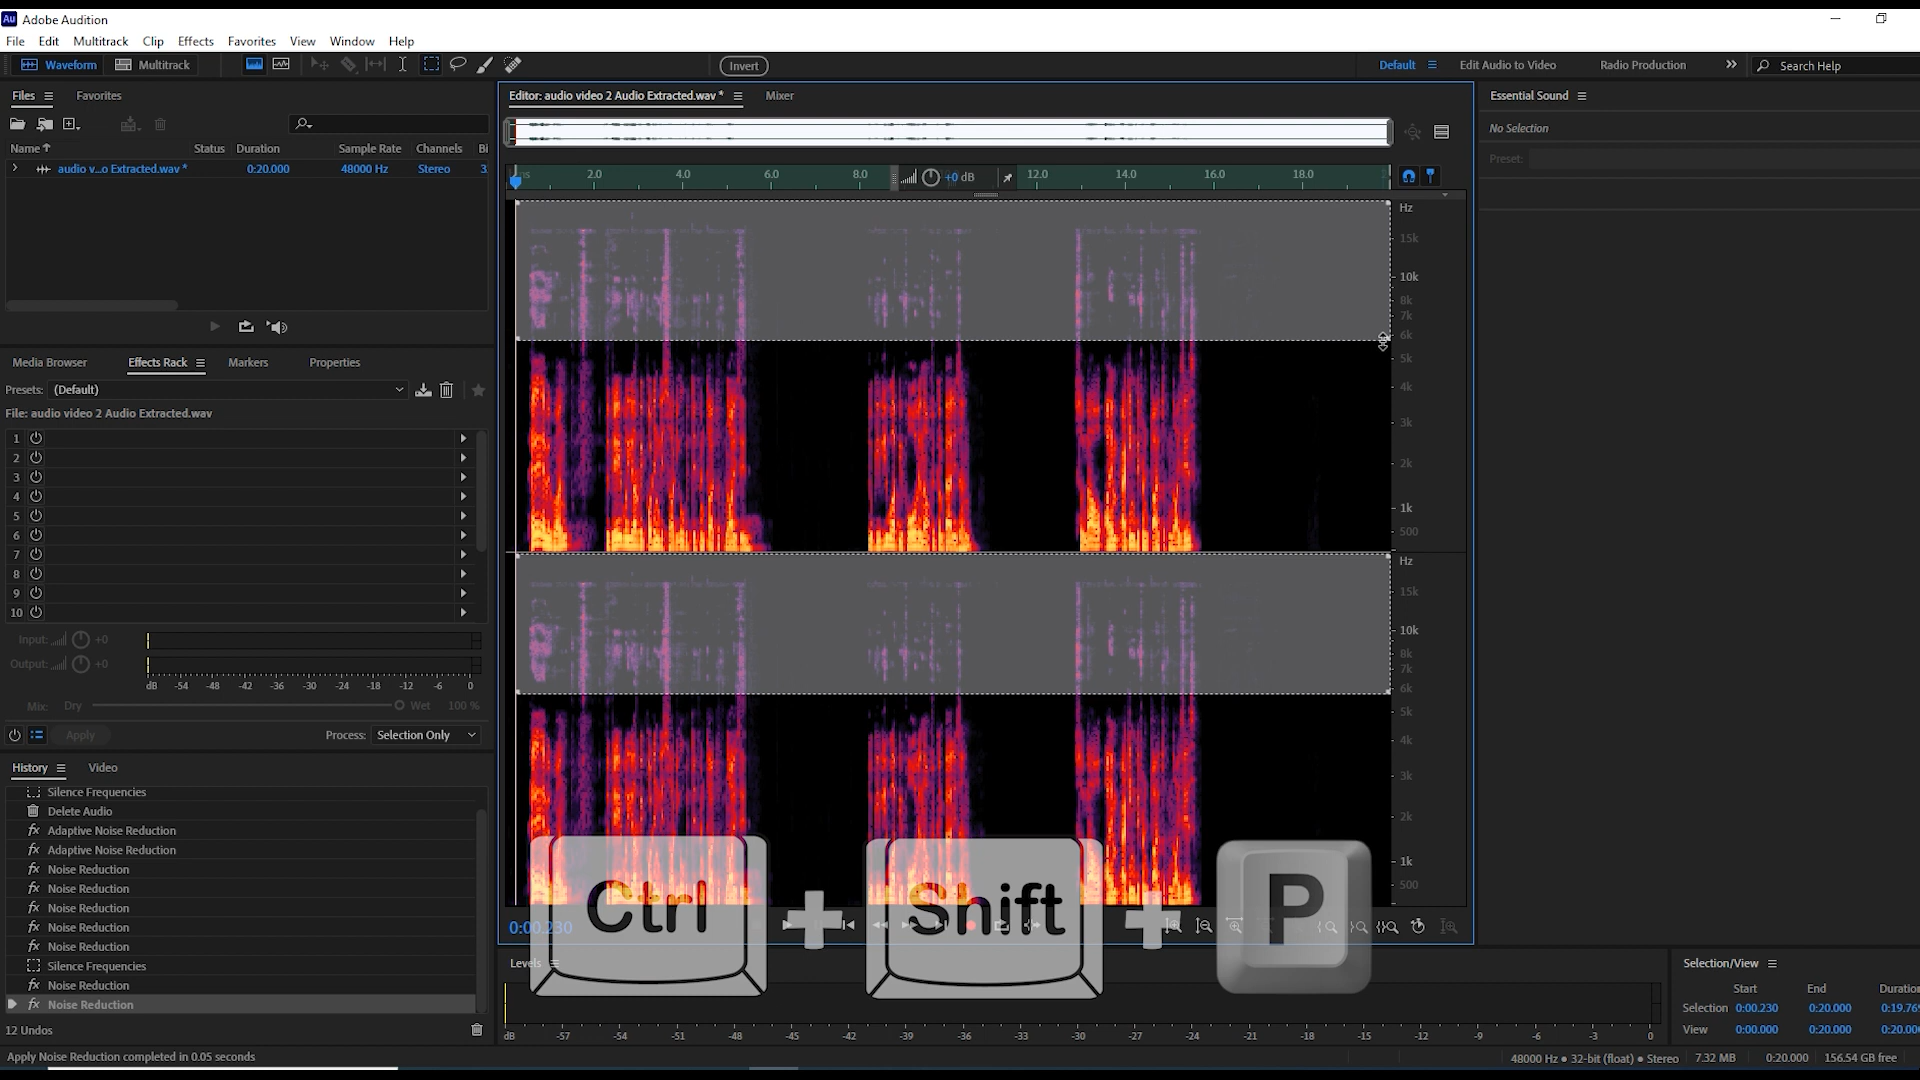 Au Adobe Audition
File Edit Multitrack Clip Effects Favorites View Window Help
Waveform Multitrack Invert Default Edit Audio to Video Radio Production Search Help
Files Favorites
Name Status Duration Sample Rate Channels Bi
audio v...o Extracted.wav * 0:20.000 48000 Hz Stereo 3
Media Browser Effects Rack Markers Properties
Presets: (Default)
File: audio video 2 Audio Extracted.wav
1
2
3
4
5
6
7
8
9
10
Input: +0
Output: +0
dB -54 -48 -42 -36 -30 -24 -18 -12 -6 0
Mix: Dry Wet 100 %
Apply Process: Selection Only
History Video
Silence Frequencies
Delete Audio
Adaptive Noise Reduction
Adaptive Noise Reduction
Noise Reduction
Noise Reduction
Noise Reduction
Noise Reduction
Noise Reduction
Silence Frequencies
Noise Reduction
Noise Reduction
12 Undos
Apply Noise Reduction completed in 0.05 seconds
Editor: audio video 2 Audio Extracted.wav * Mixer
2.0 4.0 6.0 8.0 +0 dB 12.0 14.0 16.0 18.0
Hz
15k
10k
8k
7k
6k
5k
4k
3k
2k
1k
500
Hz
15k
10k
8k
7k
6k
5k
4k
3k
2k
1k
500
Ctrl + Shift + P
0:00.230
Levels
dB -57 -54 -51 -48 -45 -42 -39 -36 -33 -30 -27 -24 -21 -18 -15 -12 -9 -6 -3 0
Essential Sound
No Selection
Preset:
Selection/View
Start End Duratio
Selection 0:00.230 0:20.000 0:19.76
View 0:00.000 0:20.000 0:20.00
48000 Hz • 32-bit (float) • Stereo 7.32 MB 0:20.000 156.54 GB free